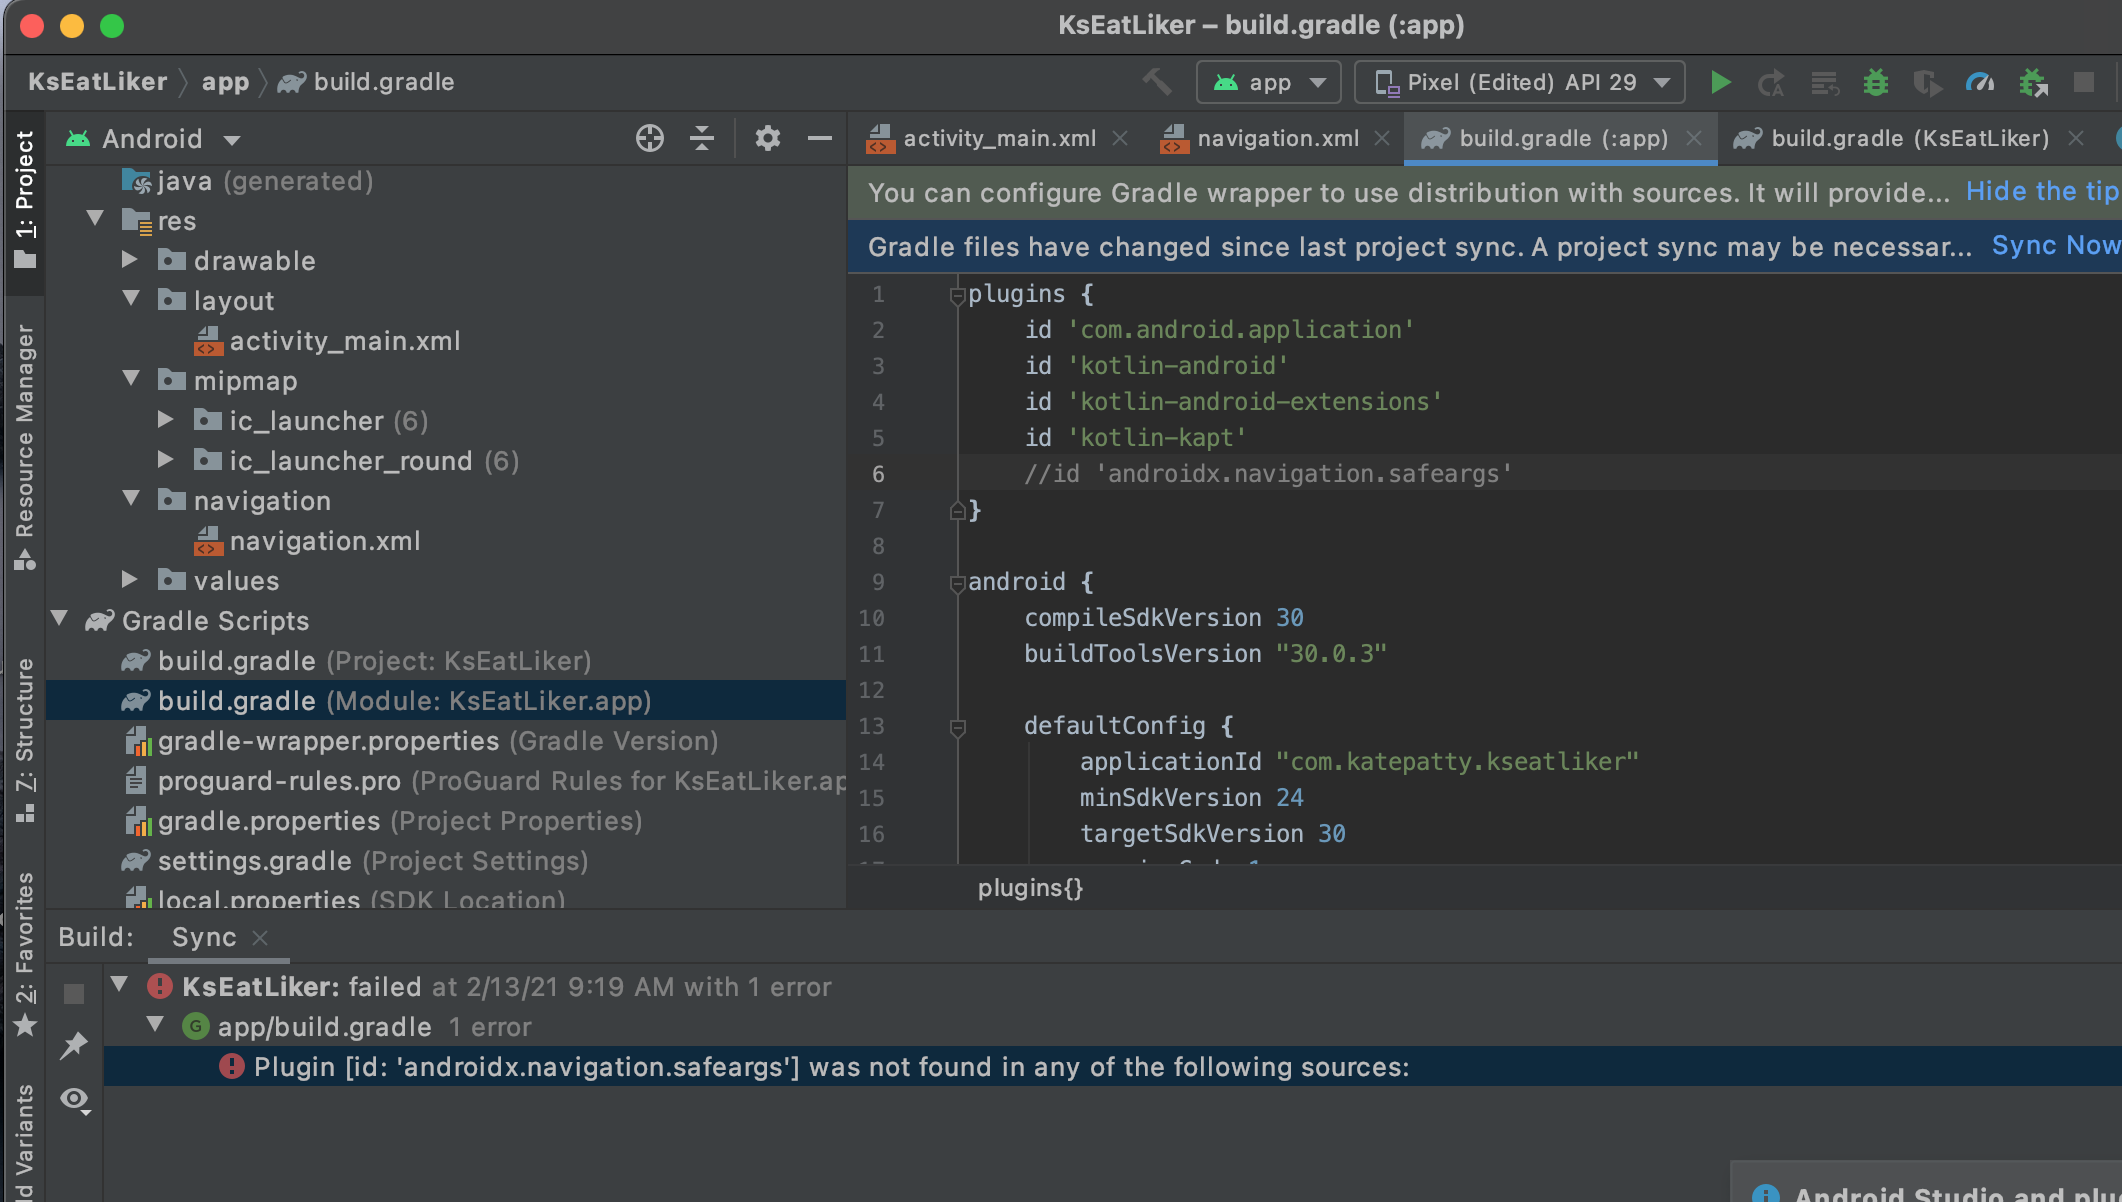 KsEatLiker – build.gradle (:app)
KsEatLiker app build.gradle
app Pixel (Edited) API 29
1: Project
Resource Manager
7: Structure
2: Favorites
Variants
Android
java (generated)
res
drawable
layout
activity_main.xml
mipmap
ic_launcher (6)
ic_launcher_round (6)
navigation
navigation.xml
values
Gradle Scripts
build.gradle (Project: KsEatLiker)
build.gradle (Module: KsEatLiker.app)
gradle-wrapper.properties (Gradle Version)
proguard-rules.pro (ProGuard Rules for KsEatLiker.ap
gradle.properties (Project Properties)
settings.gradle (Project Settings)
local.properties (SDK Location)
activity_main.xml navigation.xml build.gradle (:app) build.gradle (KsEatLiker)
You can configure Gradle wrapper to use distribution with sources. It will provide... Hide the tip
Gradle files have changed since last project sync. A project sync may be necessar... Sync Now
1 plugins {
2 id 'com.android.application'
3 id 'kotlin-android'
4 id 'kotlin-android-extensions'
5 id 'kotlin-kapt'
6 //id 'androidx.navigation.safeargs'
7 }
8
9 android {
10 compileSdkVersion 30
11 buildToolsVersion "30.0.3"
12
13 defaultConfig {
14 applicationId "com.katepatty.kseatliker"
15 minSdkVersion 24
16 targetSdkVersion 30
plugins{}
Build: Sync
KsEatLiker: failed at 2/13/21 9:19 AM with 1 error
app/build.gradle 1 error
Plugin [id: 'androidx.navigation.safeargs'] was not found in any of the following sources:
Android Studio and plu